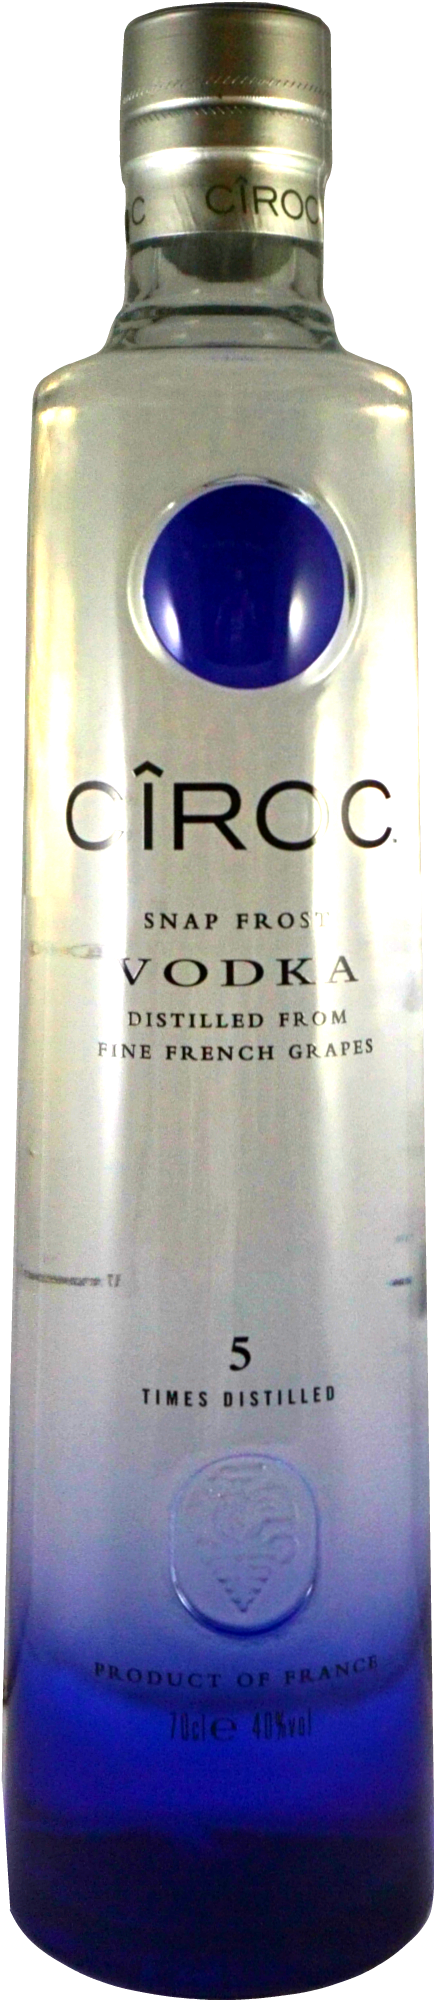 C CÎROC
CÎROC
SNAP FROST
VODKA
DISTILLED FROM
FINE FRENCH GRAPES
5
TIMES DISTILLED
PRODUCT OF FRANCE
70cl e 40%vol